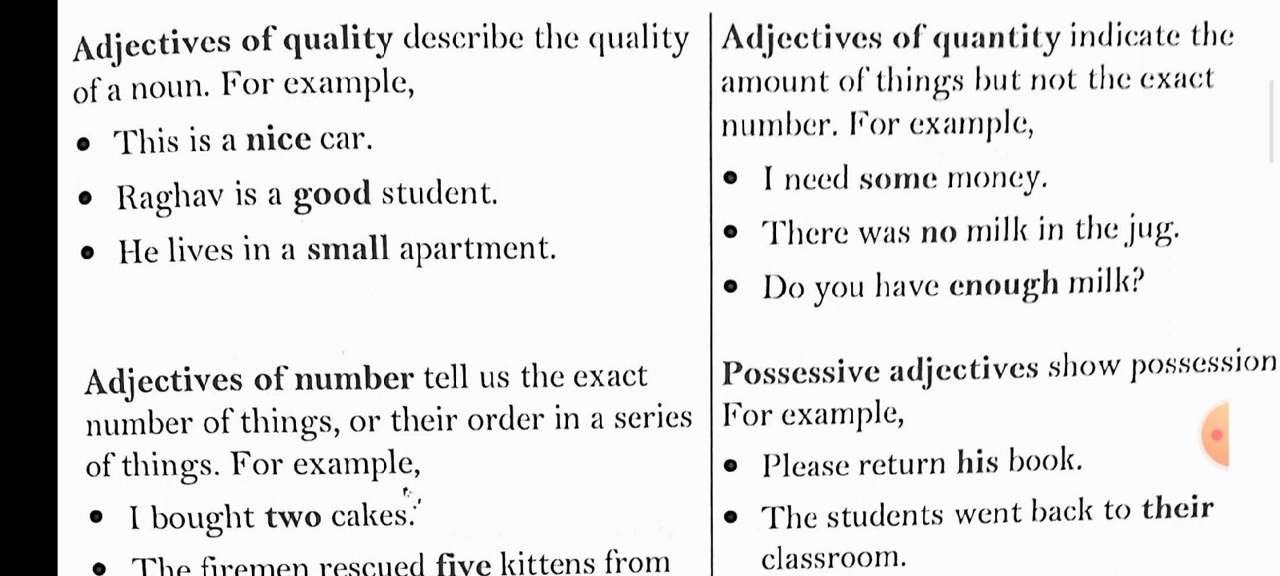 Adjectives of quality describe the quality
of a noun. For example,
• This is a nice car.
• Raghav is a good student.
• He lives in a small apartment.
Adjectives of quantity indicate the
amount of things but not the exact
number. For example,
• I need some money.
• There was no milk in the jug.
• Do you have enough milk?
Adjectives of number tell us the exact
number of things, or their order in a series
of things. For example,
• I bought two cakes.
• The firemen rescued five kittens from
Possessive adjectives show possession
For example,
• Please return his book.
• The students went back to their
classroom.